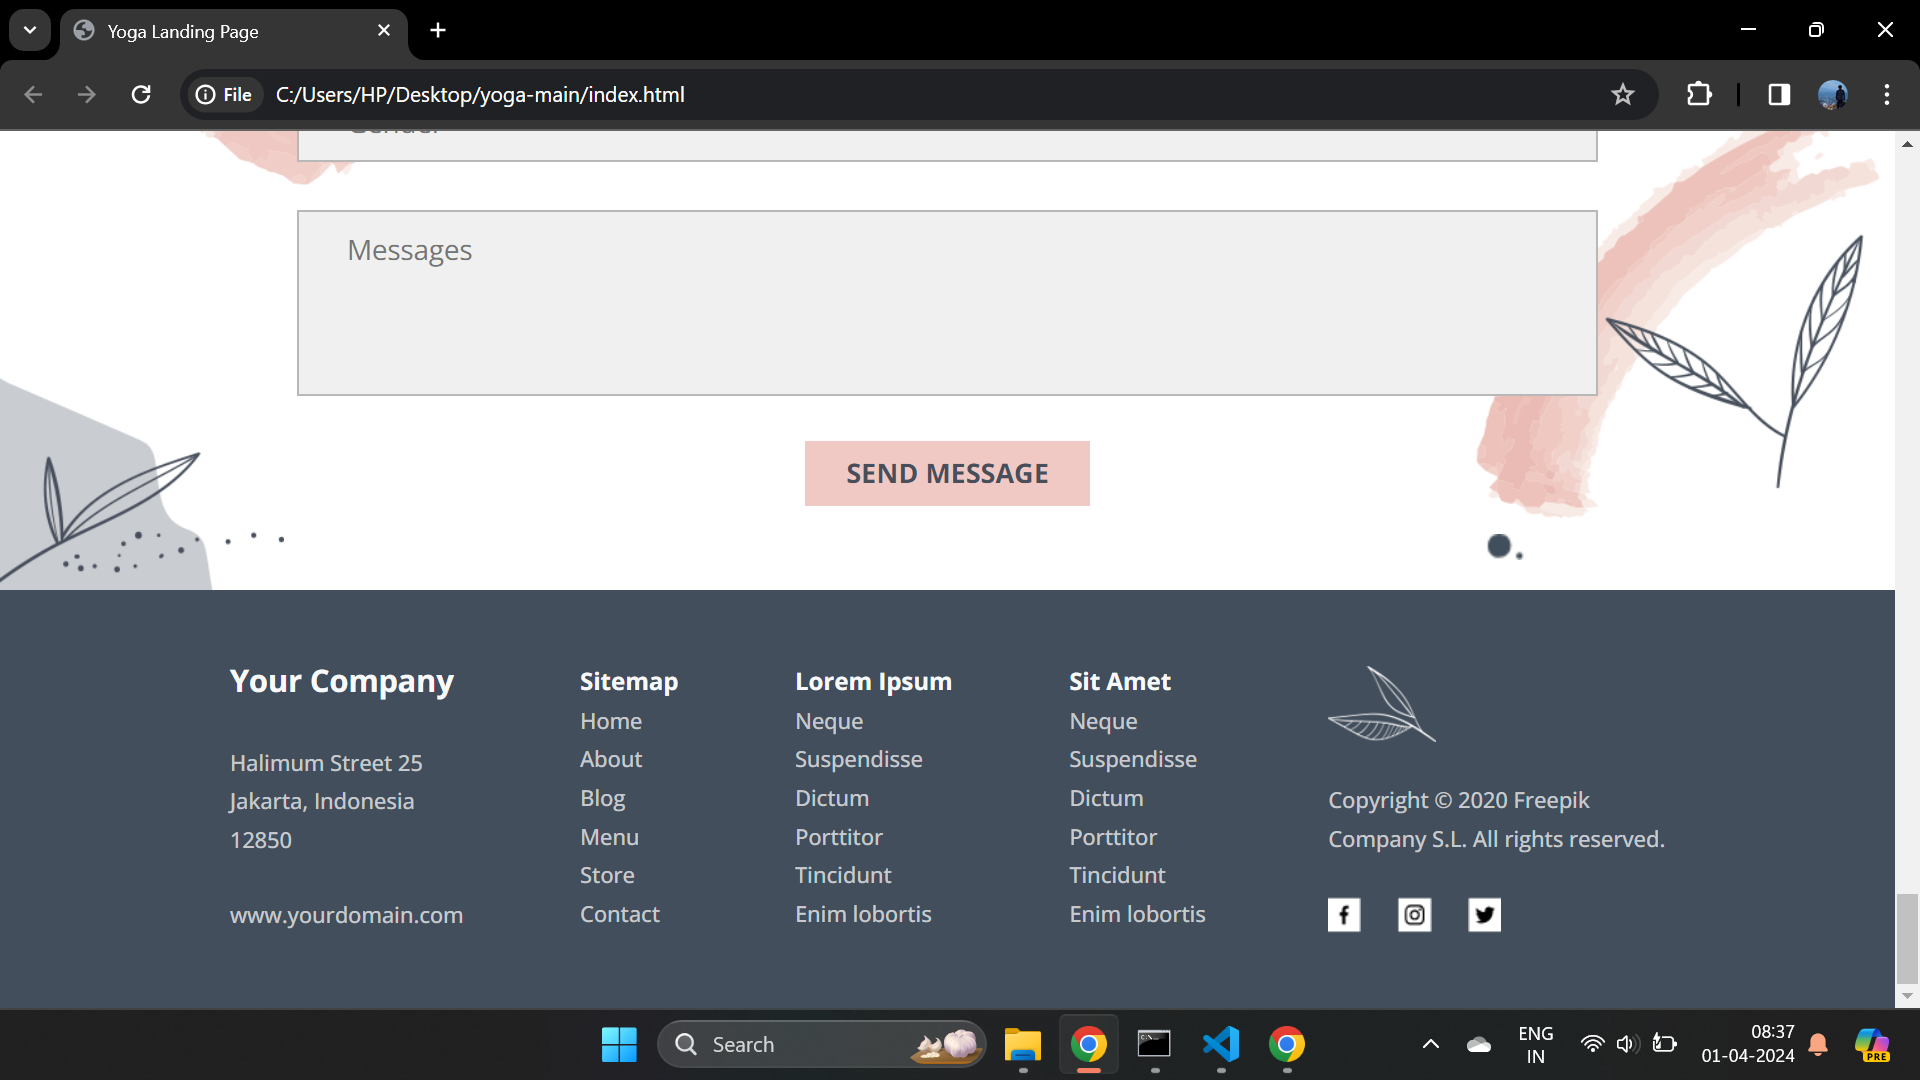 Yoga Landing Page
File C:/Users/HP/Desktop/yoga-main/index.html
Gender
Messages
SEND MESSAGE
Your Company
Halimum Street 25
Jakarta, Indonesia
12850
www.yourdomain.com
Sitemap
Home
About
Blog
Menu
Store
Contact
Lorem Ipsum
Neque
Suspendisse
Dictum
Porttitor
Tincidunt
Enim lobortis
Sit Amet
Neque
Suspendisse
Dictum
Porttitor
Tincidunt
Enim lobortis
Copyright © 2020 Freepik
Company S.L. All rights reserved.
Search
ENG
IN
08:37
01-04-2024
PRE